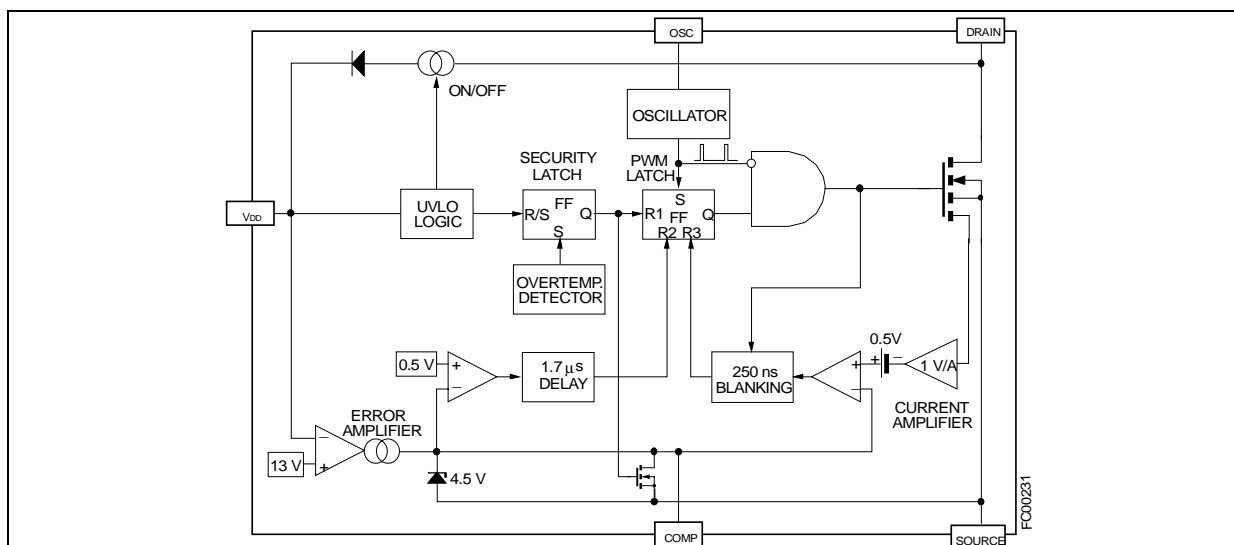 OSC
DRAIN
ON/OFF
OSCILLATOR
SECURITY
LATCH
PWM
LATCH
VDD
UVLO
LOGIC
R/S
FF
S
Q
S
R1
FF
Q
R2 R3
OVERTEMP.
DETECTOR
0.5 V
+
−
1.7 μs
DELAY
250 ns
BLANKING
+
−
0.5V
+
−
1 V/A
CURRENT
AMPLIFIER
ERROR
AMPLIFIER
−
13 V
+
4.5 V
FC00231
COMP
SOURCE